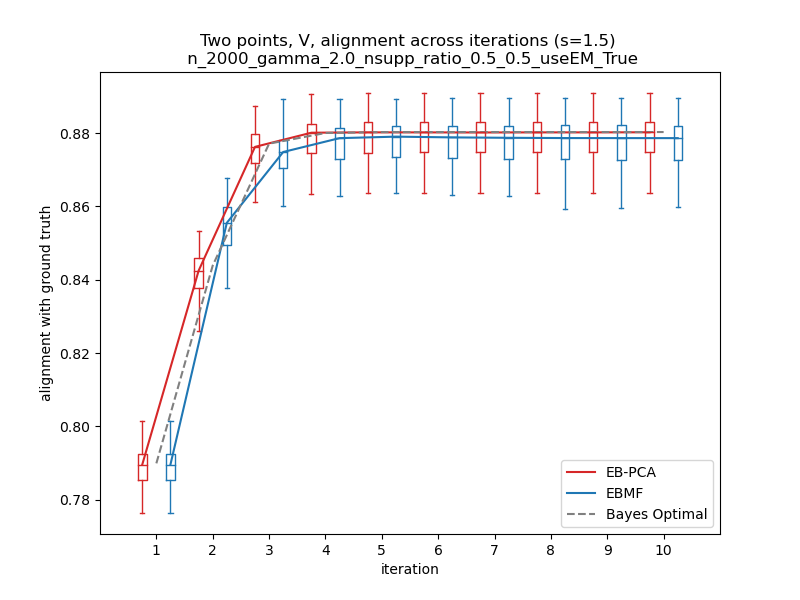 Two points, V, alignment across iterations (s=1.5)
n_2000_gamma_2.0_nsupp_ratio_0.5_0.5_useEM_True
alignment with ground truth
0.88
0.86
0.84
0.82
0.80
0.78
EB-PCA
EBMF
Bayes Optimal
1 2 3 4 5 6 7 8 9 10
iteration